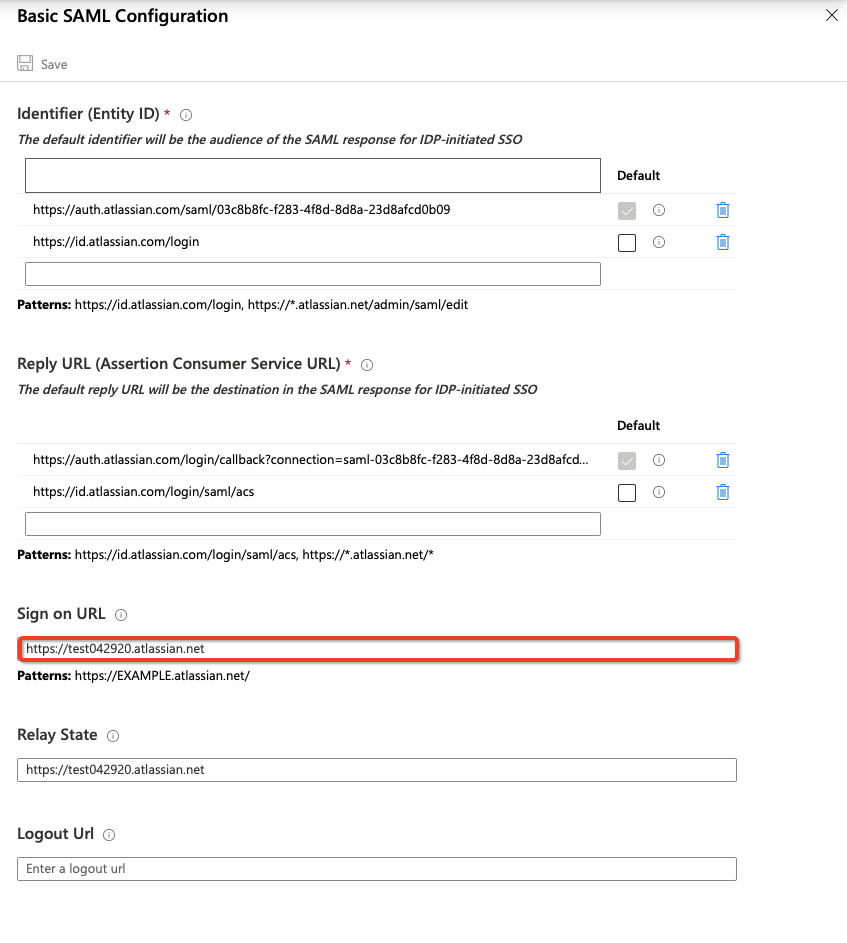 Basic SAML Configuration
Save
Identifier (Entity ID) *
The default identifier will be the audience of the SAML response for IDP-initiated SSO
Default
https://auth.atlassian.com/saml/03c8b8fc-f283-4f8d-8d8a-23d8afcd0b09
https://id.atlassian.com/login
Patterns: https://id.atlassian.com/login, https://*.atlassian.net/admin/saml/edit
Reply URL (Assertion Consumer Service URL) *
The default reply URL will be the destination in the SAML response for IDP-initiated SSO
Default
https://auth.atlassian.com/login/callback?connection=saml-03c8b8fc-f283-4f8d-8d8a-23d8afcd...
https://id.atlassian.com/login/saml/acs
Patterns: https://id.atlassian.com/login/saml/acs, https://*.atlassian.net/*
Sign on URL
https://test042920.atlassian.net
Patterns: https://EXAMPLE.atlassian.net/
Relay State
https://test042920.atlassian.net
Logout Url
Enter a logout url